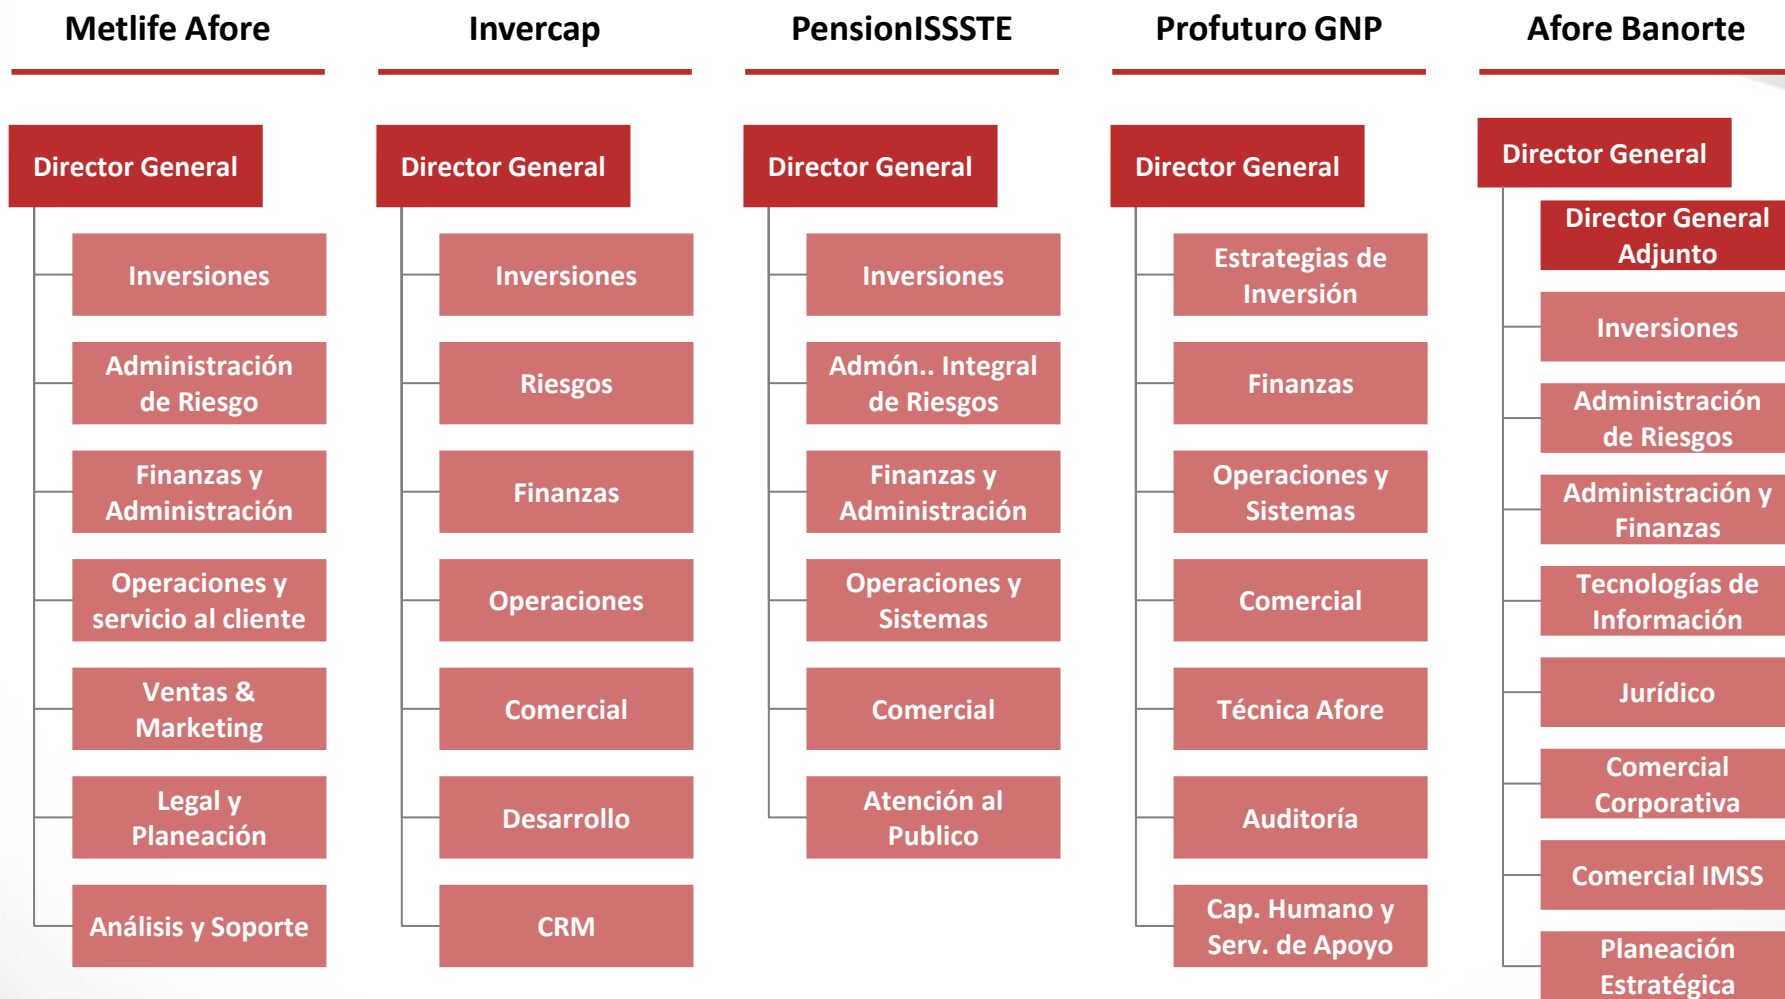 Metlife Afore
Director General
Inversiones
Administración
de Riesgo
Finanzas y
Administración
Operaciones y
servicio al cliente
Ventas &
Marketing
Legal y
Planeación
Análisis y Soporte
Invercap
Director General
Inversiones
Riesgos
Finanzas
Operaciones
Comercial
Desarrollo
CRM
PensionISSSTE
Director General
Inversiones
Admón.. Integral
de Riesgos
Finanzas y
Administración
Operaciones y
Sistemas
Comercial
Atención al
Publico
Profuturo GNP
Director General
Estrategias de
Inversión
Finanzas
Operaciones y
Sistemas
Comercial
Técnica Afore
Auditoría
Cap. Humano y
Serv. de Apoyo
Afore Banorte
Director General
Director General
Adjunto
Inversiones
Administración
de Riesgos
Administración y
Finanzas
Tecnologías de
Información
Jurídico
Comercial
Corporativa
Comercial IMSS
Planeación
Estratégica